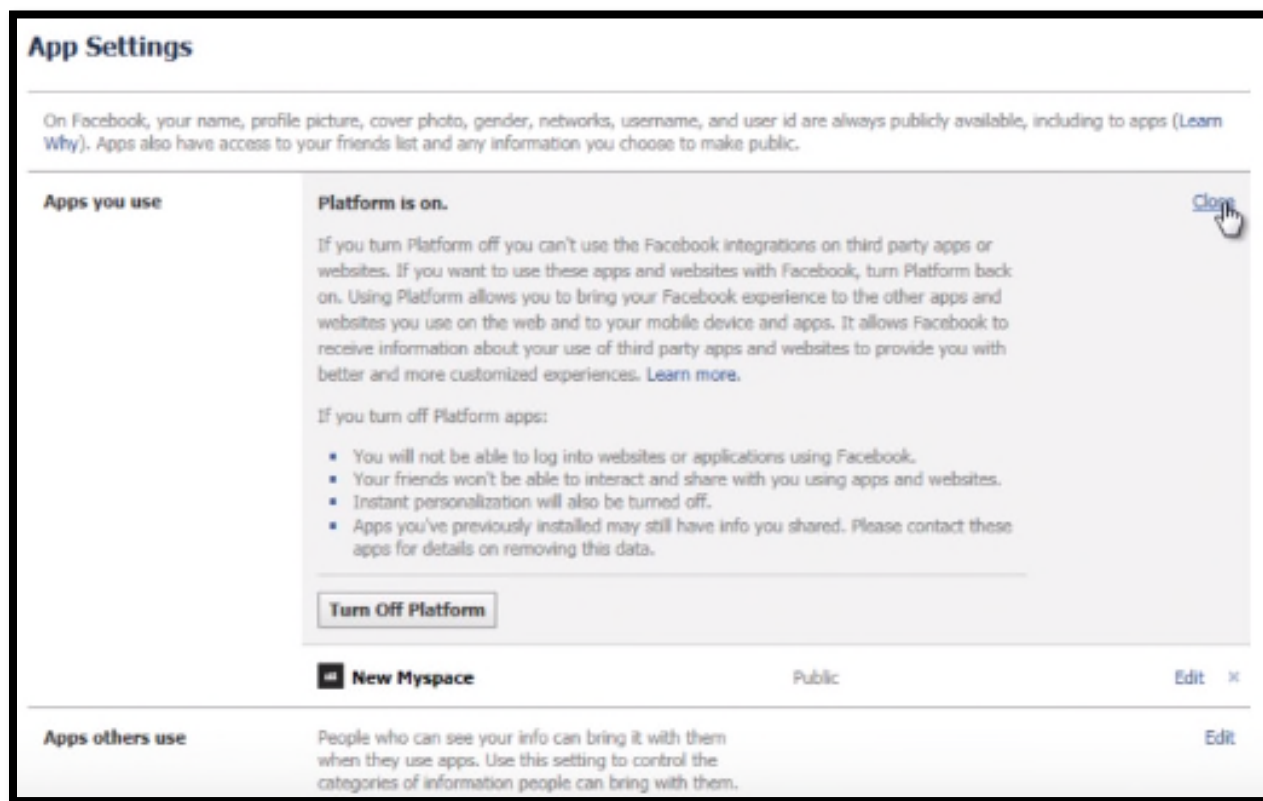 App Settings
On Facebook, your name, profile picture, cover photo, gender, networks, username, and user id are always publicly available, including to apps (Learn
Why). Apps also have access to your friends list and any information you choose to make public.
Apps you use
Platform is on.
Close
If you turn Platform off you can't use the Facebook integrations on third party apps or
websites. If you want to use these apps and websites with Facebook, turn Platform back
on. Using Platform allows you to bring your Facebook experience to the other apps and
websites you use on the web and to your mobile device and apps. It allows Facebook to
receive information about your use of third party apps and websites to provide you with
better and more customized experiences. Learn more.
If you turn off Platform apps:
▪ You will not be able to log into websites or applications using Facebook.
▪ Your friends won't be able to interact and share with you using apps and websites.
▪ Instant personalization will also be turned off.
▪ Apps you've previously installed may still have info you shared. Please contact these
apps for details on removing this data.
Turn Off Platform
New Myspace
Public
Edit ×
Apps others use
People who can see your info can bring it with them
when they use apps. Use this setting to control the
categories of information people can bring with them.
Edit